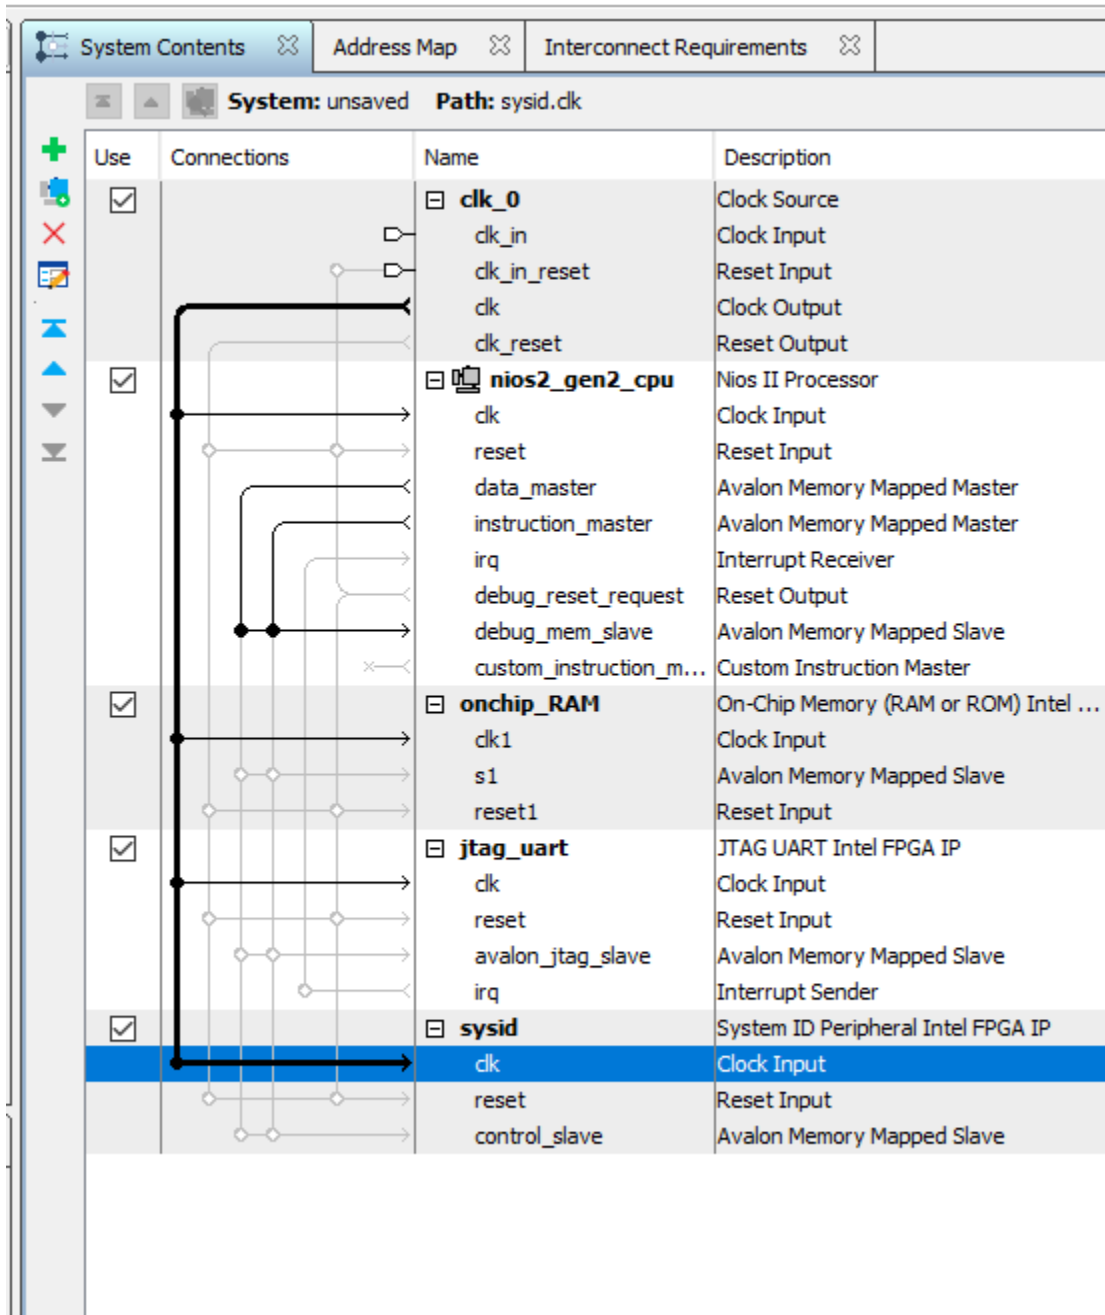 System Contents Address Map Interconnect Requirements
System: unsaved Path: sysid.clk
Use Connections Name Description
clk_0 Clock Source
clk_in Clock Input
clk_in_reset Reset Input
clk Clock Output
clk_reset Reset Output
nios2_gen2_cpu Nios II Processor
clk Clock Input
reset Reset Input
data_master Avalon Memory Mapped Master
instruction_master Avalon Memory Mapped Master
irq Interrupt Receiver
debug_reset_request Reset Output
debug_mem_slave Avalon Memory Mapped Slave
custom_instruction_m... Custom Instruction Master
onchip_RAM On-Chip Memory (RAM or ROM) Intel ...
clk1 Clock Input
s1 Avalon Memory Mapped Slave
reset1 Reset Input
jtag_uart JTAG UART Intel FPGA IP
clk Clock Input
reset Reset Input
avalon_jtag_slave Avalon Memory Mapped Slave
irq Interrupt Sender
sysid System ID Peripheral Intel FPGA IP
clk Clock Input
reset Reset Input
control_slave Avalon Memory Mapped Slave